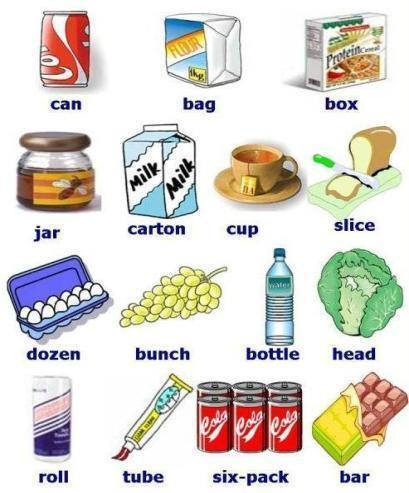 FLOUR
1kg
Protein Cereal
can bag box
Milk Milk
jar carton cup slice
water
dozen bunch bottle head
Cola Cola Cola
roll tube six-pack bar